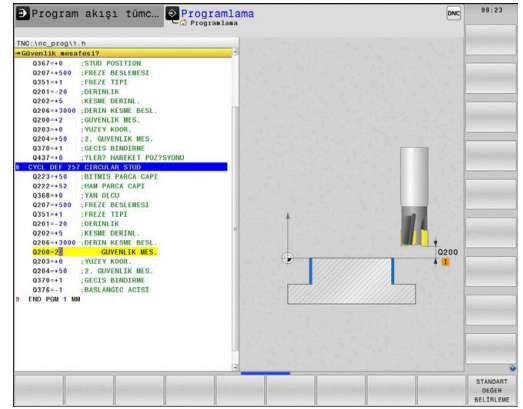 Program akışı tümc...
Programlama
Programlama
DNC
08:23
TNC:\nc_prog\1.h
→Güvenlik mesafesi?
Q367=+0 ;STUD POSITION
Q207=+500 ;FREZE BESLEMESI
Q351=+1 ;FREZE TIPI
Q201=-20 ;DERINLIK
Q202=+5 ;KESME DERINL.
Q206=+3000 ;DERIN KESME BESL.
Q200=+2 ;GUVENLIK MES.
Q203=+0 ;YUZEY KOOR.
Q204=+50 ;2. GUVENLIK MES.
Q370=+1 ;GECIS BINDIRME
Q437=+0 ;?LER? HAREKET POZ?SYONU
8 CYCL DEF 257 CIRCULAR STUD
Q223=+50 ;BITMIS PARCA CAPI
Q222=+52 ;HAM PARCA CAPI
Q368=+0 ;YAN OLCU
Q207=+500 ;FREZE BESLEMESI
Q351=+1 ;FREZE TIPI
Q201=-20 ;DERINLIK
Q202=+5 ;KESME DERINL.
Q206=+3000 ;DERIN KESME BESL.
Q200=2 GUVENLIK MES.
Q203=+0 ;YUZEY KOOR.
Q204=+50 ;2. GUVENLIK MES.
Q370=+1 ;GECIS BINDIRME
Q376=-1 ;BASLANGIC ACISI
9 END PGM 1 MM
Q200
I
STANDART
DEĞER
BELİRLEME